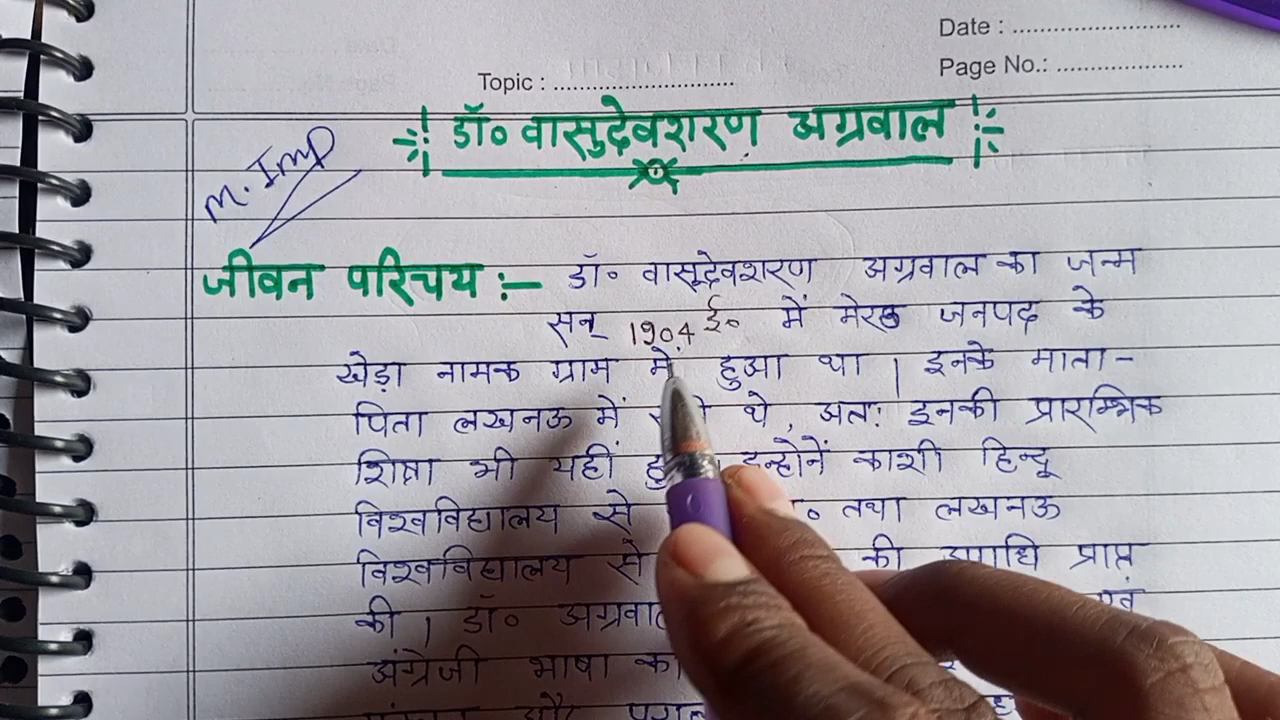 Date : ............................
Page No.: .....................
Topic : ..............................
डॉ० वासुदेवशरण अग्रवाल
M. Imp
जीवन परिचय :- डॉ० वासुदेवशरण अग्रवाल का जन्म
सन् 1904 ई० में मेरठ जनपद के
खेड़ा नामक ग्राम में हुआ था | इनके माता-
पिता लखनऊ में थे, अतः इनकी प्रारम्भिक
शिक्षा भी यहीं इन्होनें काशी हिन्दू
विश्वविद्यालय से तथा लखनऊ
विश्वविद्यालय से की उपाधि प्राप्त
की | डॉ० एवं
अंग्रेजी भाषा का